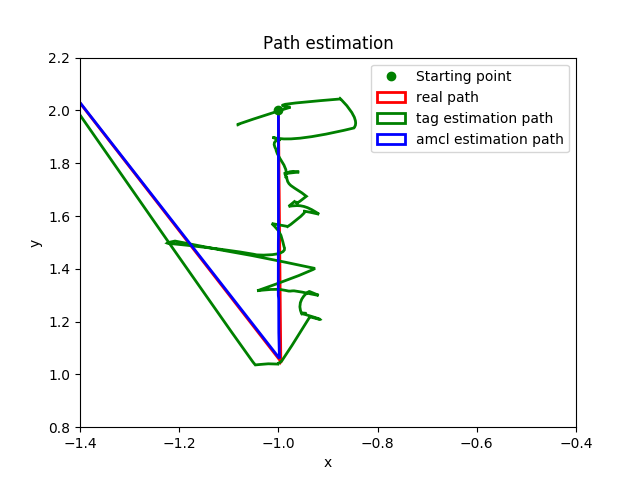 Path estimation
Starting point
real path
tag estimation path
amcl estimation path
2.2
2.0
1.8
1.6
1.4
1.2
1.0
0.8
y
−1.4 −1.2 −1.0 −0.8 −0.6 −0.4
x